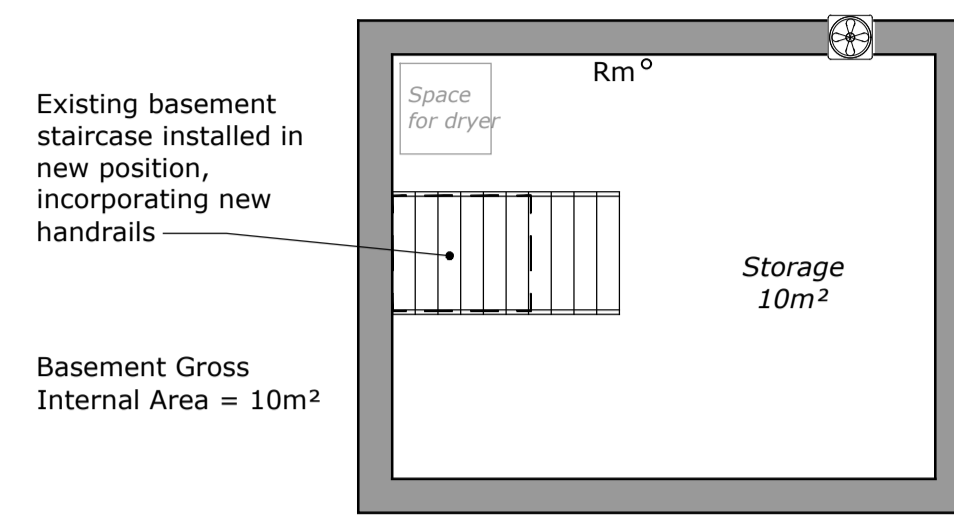 Existing basement
staircase installed in
new position,
incorporating new
handrails
Basement Gross
Internal Area = 10m²
Space
for dryer
Rm°
Storage
10m²